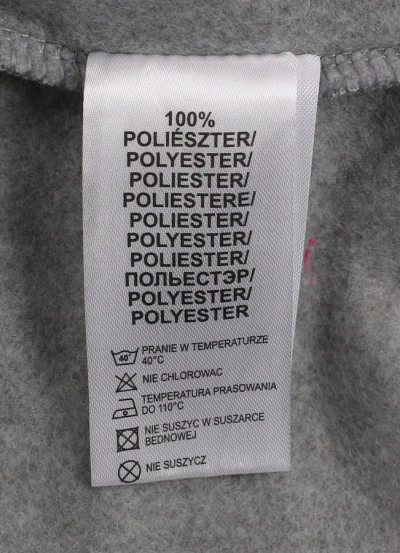 100%
POLIÉSZTER/
POLYESTER/
POLIESTER/
POLIESTERE/
POLIESTER/
POLYESTER/
POLIESTER/
ПОЛЬЕСТЭР/
POLYESTER/
POLYESTER
40° PRANIE W TEMPERATURZE
40°C
NIE CHLOROWAC
TEMPERATURA PRASOWANIA
DO 110°C
NIE SUSZYC W SUSZARCE
BEDNOWEJ
NIE SUSZYCZ